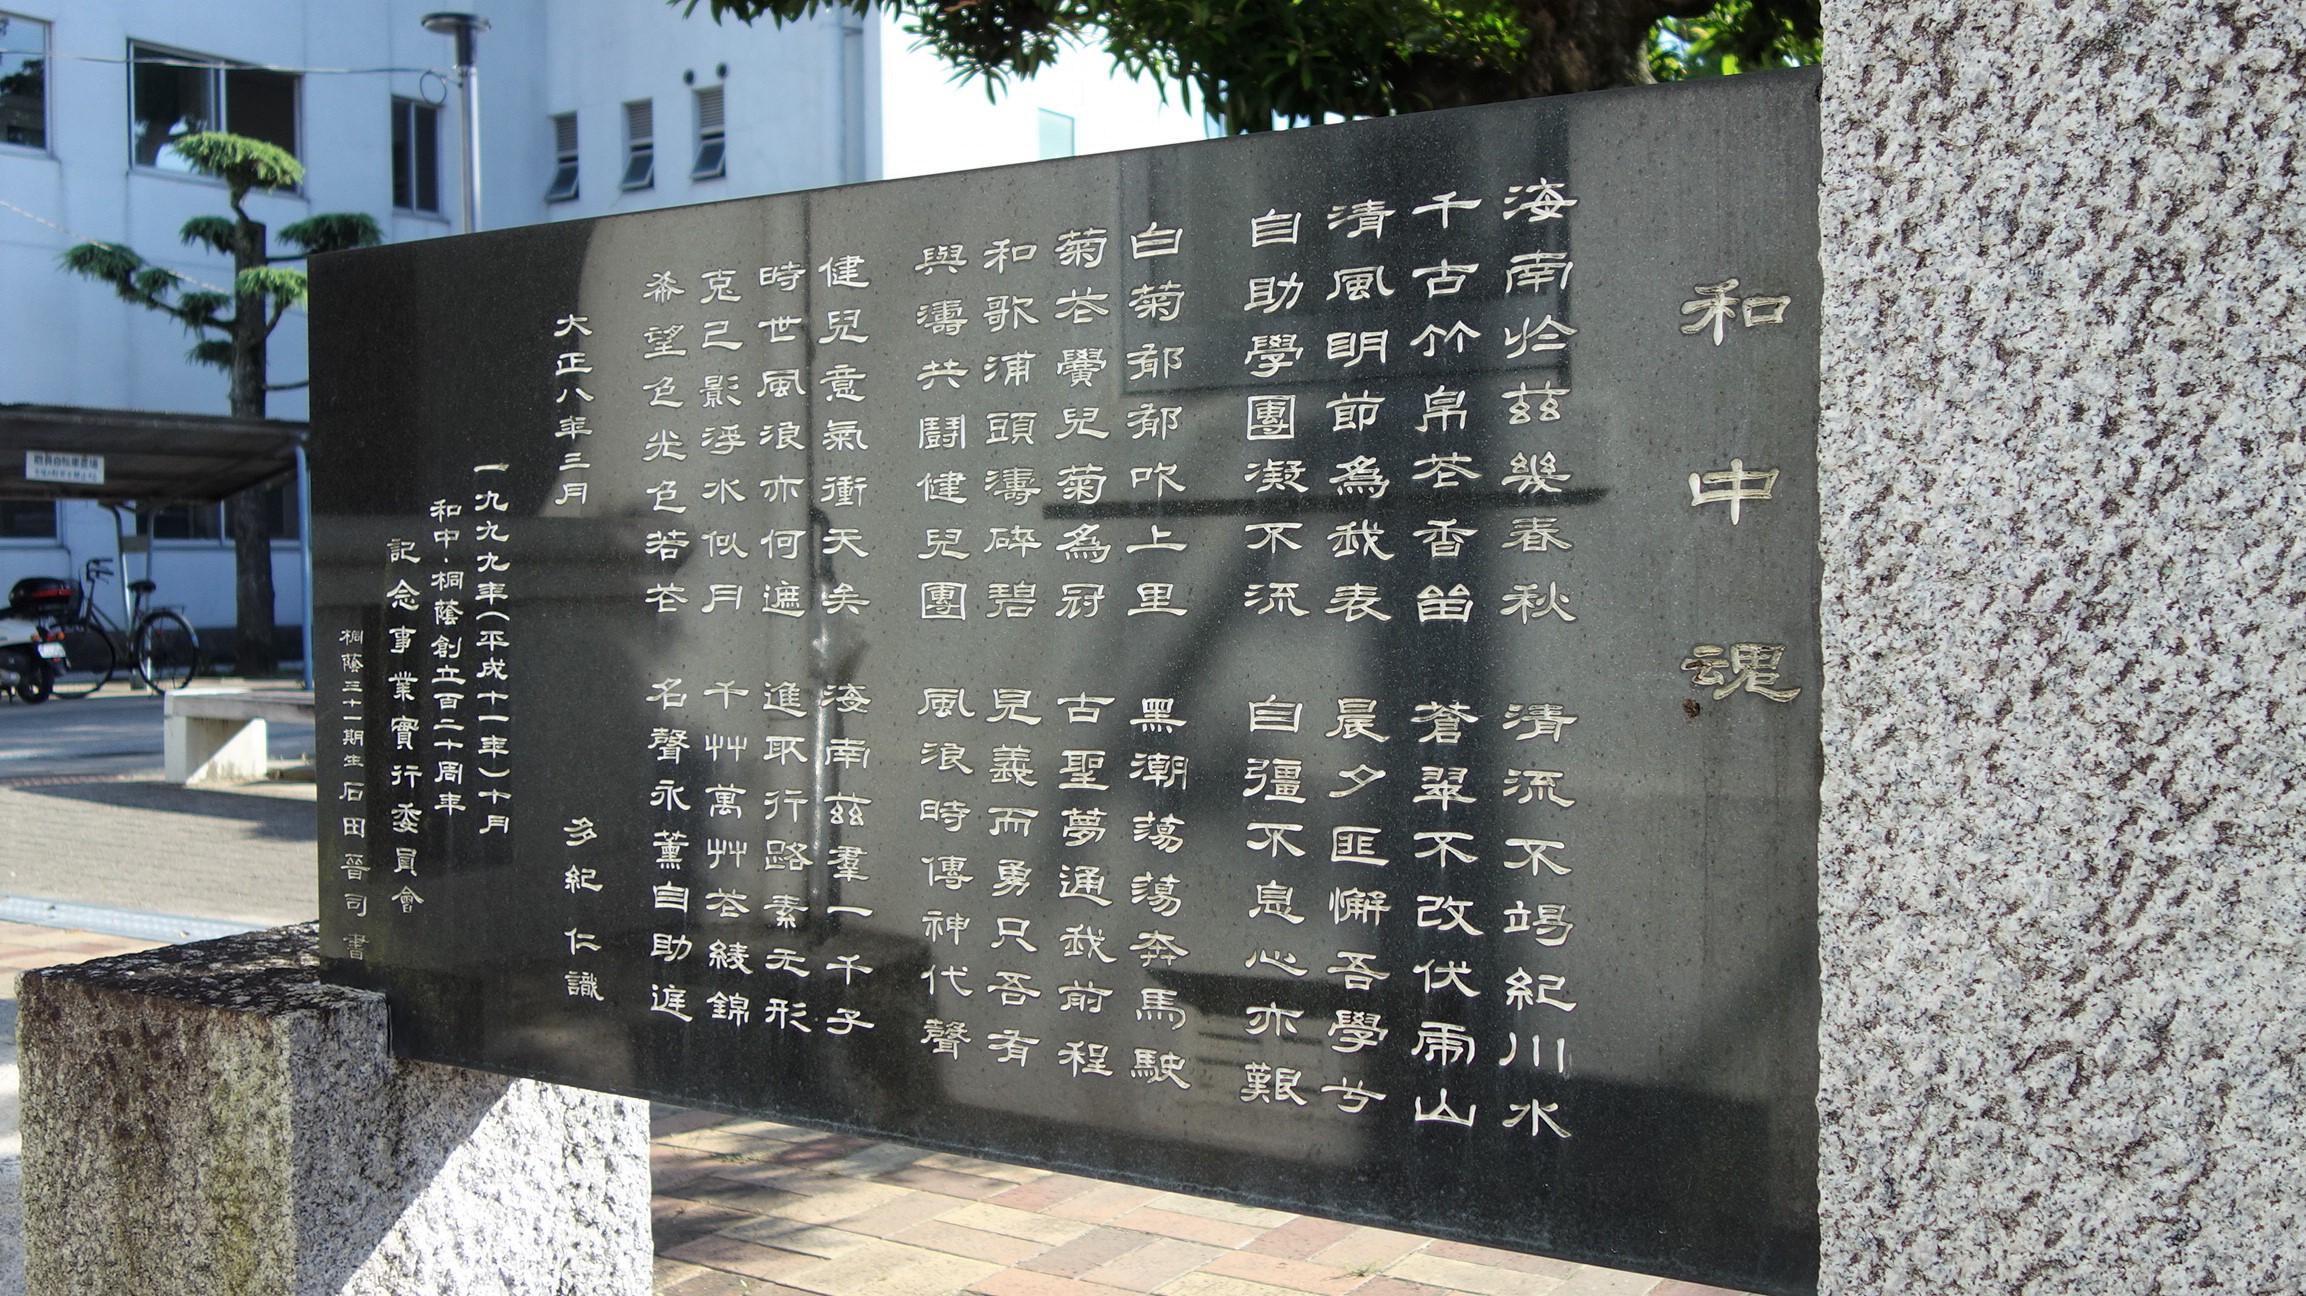 和中魂
海南於茲幾春秋 清流不竭紀川水
千古竹帛苍香留 蒼翠不改伏虎山
清風明節為我表 晨夕匪懈吾學兮
自助學團凝不流 自彊不息心亦艱
白菊郁郁吹上里 黑潮蕩蕩奔馬駛
菊花黌兒菊為冠 古聖夢通我前程
和歌浦頭濤碎碧 見義而勇只吾有
與濤共鬪健兒團 風浪時傳神代聲
健兒意氣衝天矣 海南茲羣一千子
時世風浪亦何遮 進取行路素无形
克己影浮水似月 千艸萬艸花綾錦
希望色光色若花 名聲永薰自助庭
大正八年三月 多紀仁識
一九九九年(平成十一年)十月
和中・桐蔭創立百二十周年
記念事業實行委員會
桐蔭三十一期生 石田晉司 書